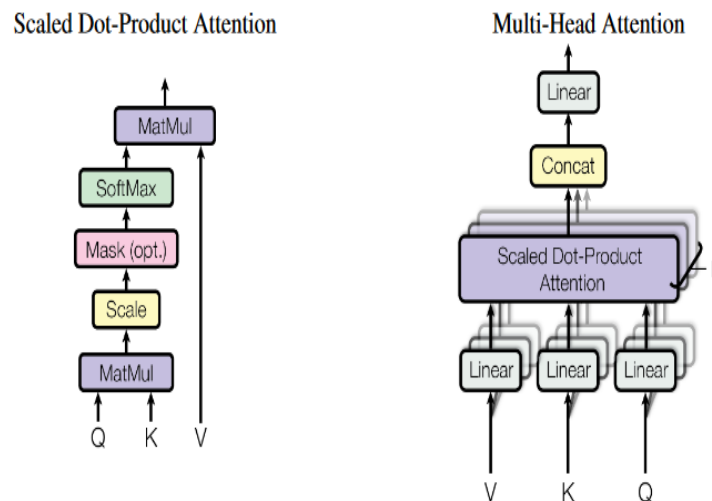 Scaled Dot-Product Attention
MatMul
SoftMax
Mask (opt.)
Scale
MatMul
Q K V
Multi-Head Attention
Linear
Concat
Scaled Dot-Product
Attention
Linear Linear Linear
V K Q